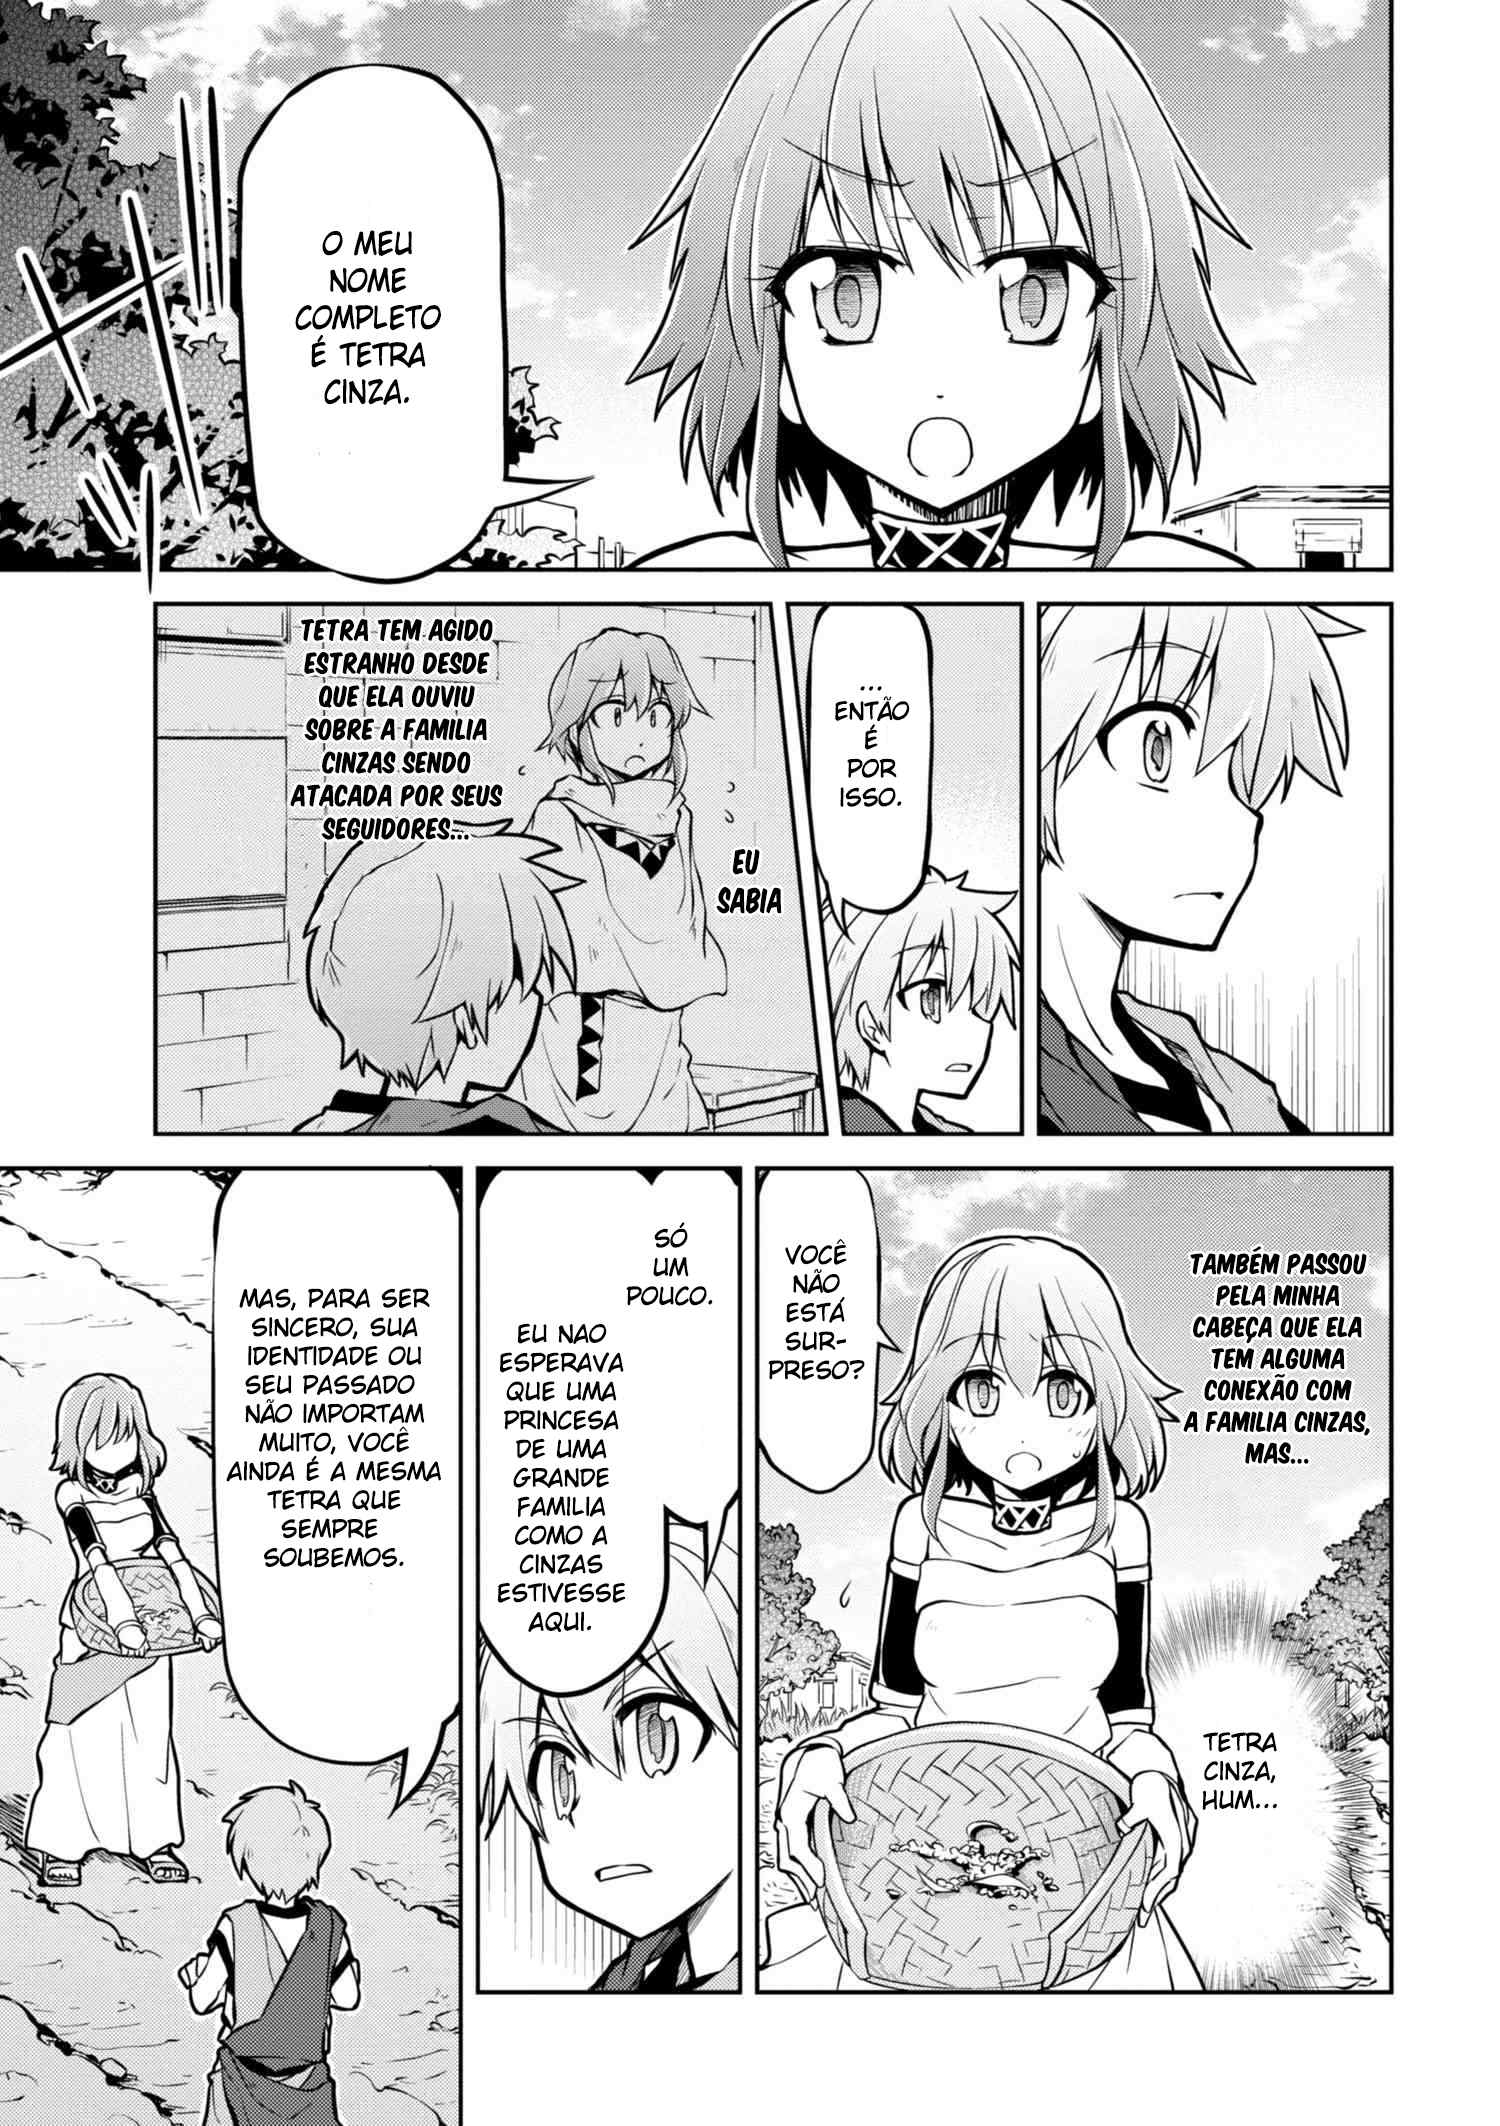 O MEU
NOME
COMPLETO
É TETRA
CINZA.
...
ENTÃO
É
POR
ISSO.
TETRA TEM AGIDO
ESTRANHO DESDE
QUE ELA OUVIU
SOBRE A FAMILIA
CINZAS SENDO
ATACADA POR SEUS
SEGUIDORES...
EU
SABIA
TAMBÉM PASSOU
PELA MINHA
CABEÇA QUE ELA
TEM ALGUMA
CONEXÃO COM
A FAMILIA CINZAS,
MAS...
TETRA
CINZA,
HUM...
VOCÊ
NÃO
ESTÁ
SUR-
PRESO?
SÓ
UM
POUCO.
EU NAO
ESPERAVA
QUE UMA
PRINCESA
DE UMA
GRANDE
FAMILIA
COMO A
CINZAS
ESTIVESSE
AQUI.
MAS, PARA SER
SINCERO, SUA
IDENTIDADE OU
SEU PASSADO
NÃO IMPORTAM
MUITO, VOCÊ
AINDA É A MESMA
TETRA QUE
SEMPRE
SOUBEMOS.